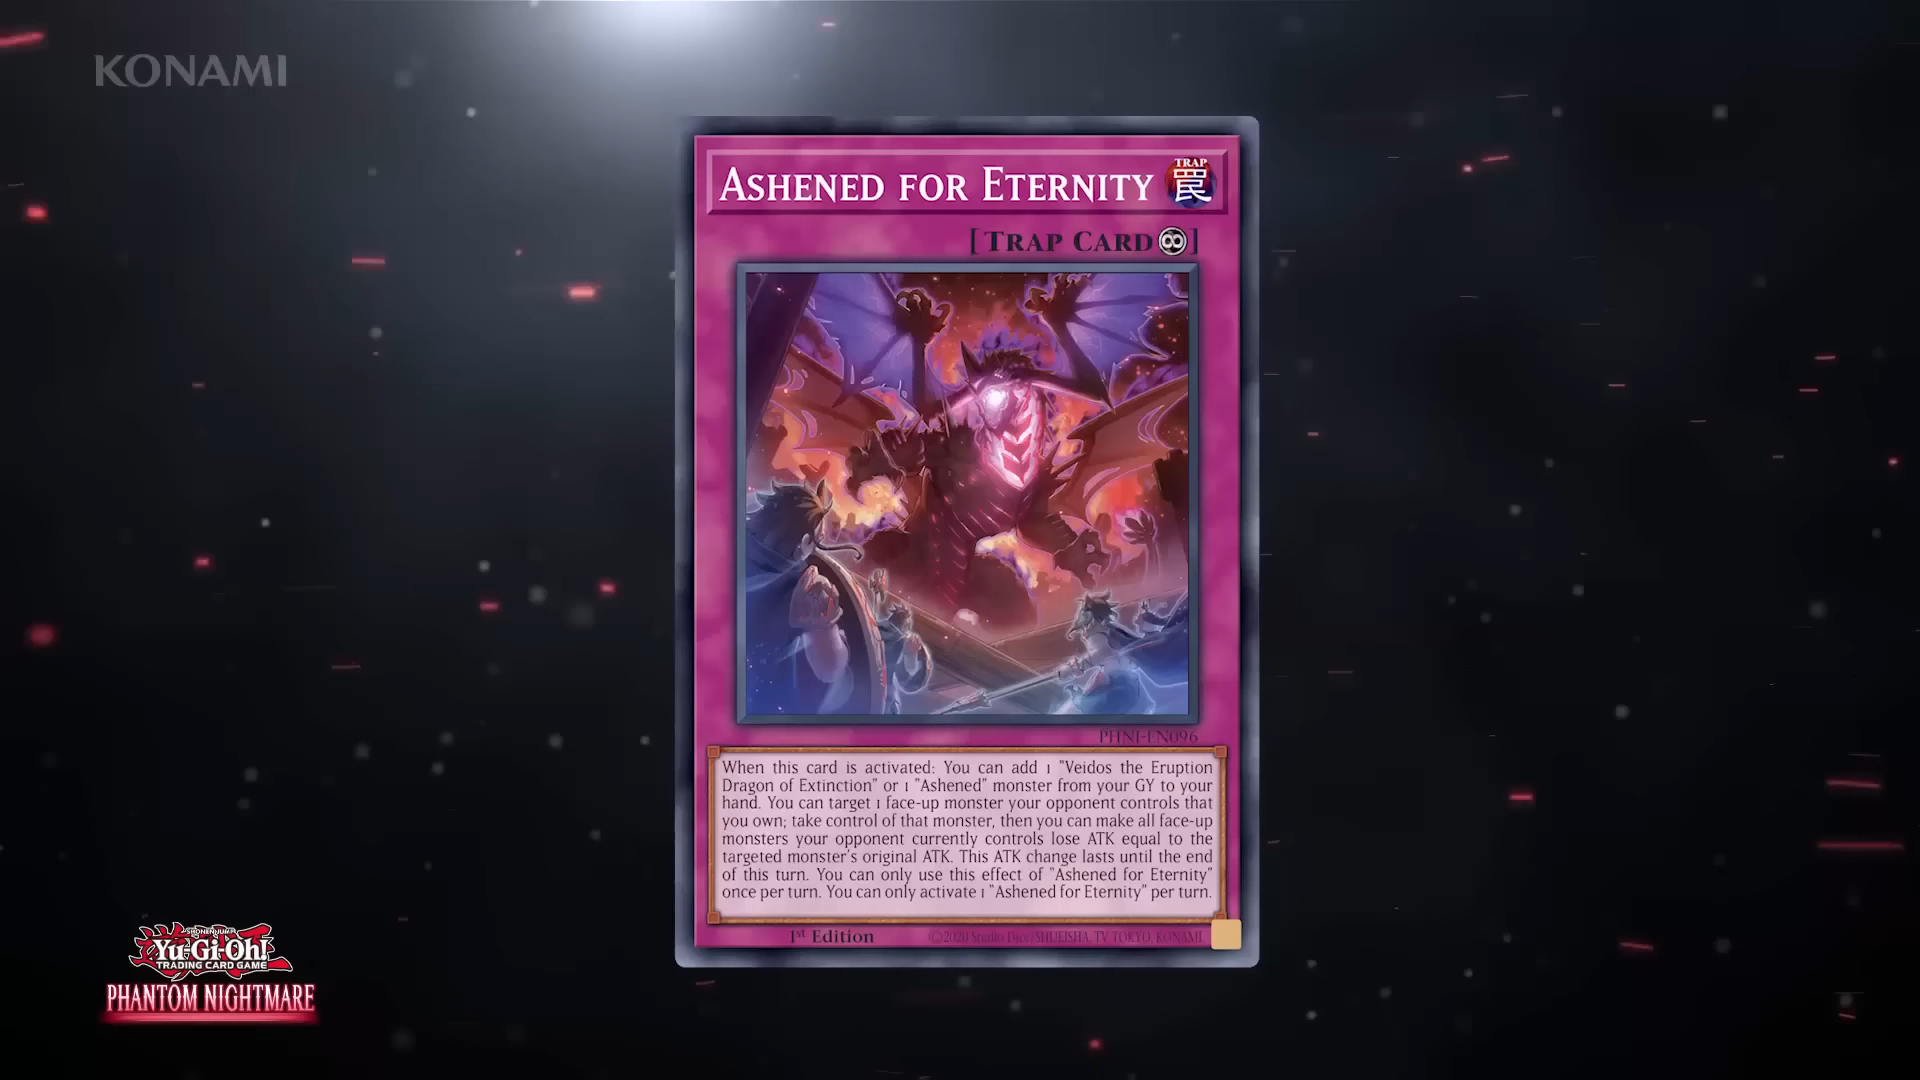 KONAMI
ASHENED FOR ETERNITY
TRAP
罠
[TRAP CARD ]
PHNI-EN096
When this card is activated: You can add 1 "Veidos the Eruption
Dragon of Extinction" or 1 "Ashened" monster from your GY to your
hand. You can target 1 face-up monster your opponent controls that
you own; take control of that monster, then you can make all face-up
monsters your opponent currently controls lose ATK equal to the
targeted monster's original ATK. This ATK change lasts until the end
of this turn. You can only use this effect of "Ashened for Eternity"
once per turn. You can only activate 1 "Ashened for Eternity" per turn.
1st Edition
©2020 Studio Dice/SHUEISHA, TV TOKYO, KONAMI
SHONEN JUMP
Yu-Gi-Oh!
TRADING CARD GAME
PHANTOM NIGHTMARE